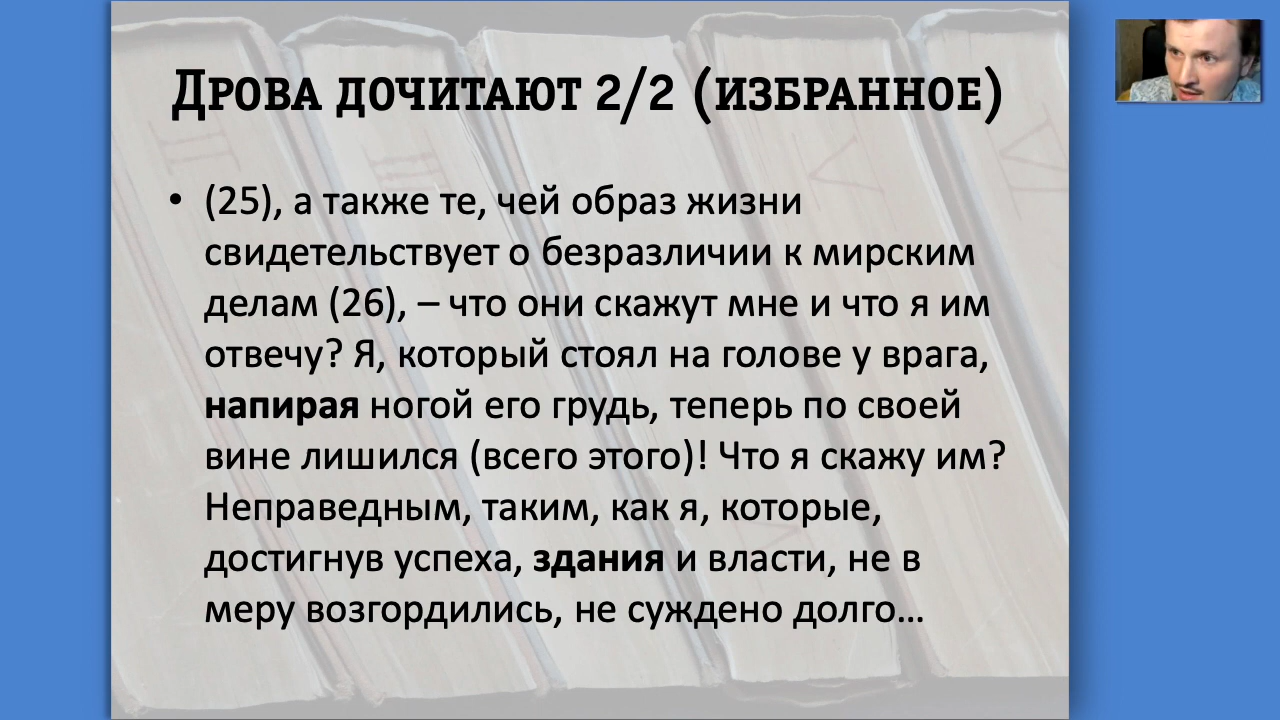 Дрова дочитают 2/2 (избранное)
• (25), а также те, чей образ жизни
свидетельствует о безразличии к мирским
делам (26), – что они скажут мне и что я им
отвечу? Я, который стоял на голове у врага,
напирая ногой его грудь, теперь по своей
вине лишился (всего этого)! Что я скажу им?
Неправедным, таким, как я, которые,
достигнув успеха, здания и власти, не в
меру возгордились, не суждено долго…